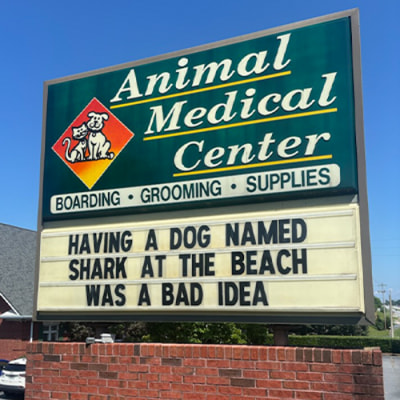 Animal
Medical
Center
BOARDING • GROOMING • SUPPLIES
HAVING A DOG NAMED
SHARK AT THE BEACH
WAS A BAD IDEA